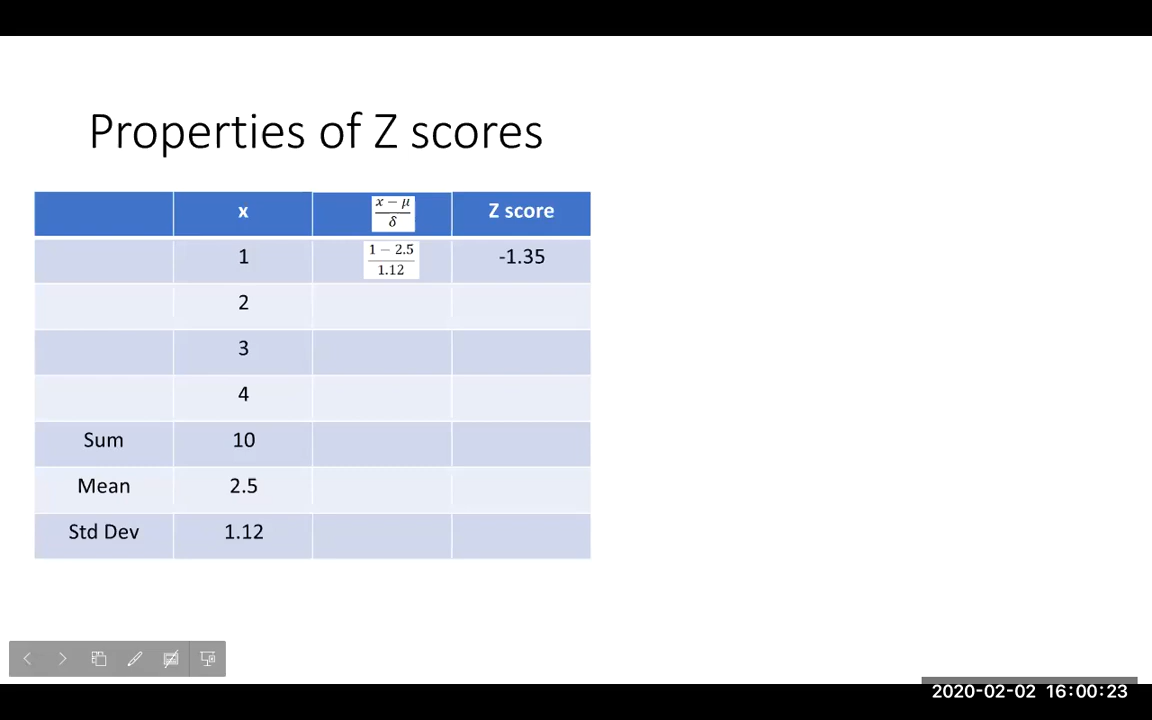 Properties of Z scores
x	x − μ / δ	Z score
1	1 − 2.5 / 1.12	-1.35
2
3
4
Sum	10
Mean	2.5
Std Dev	1.12
2020-02-02 16:00:23